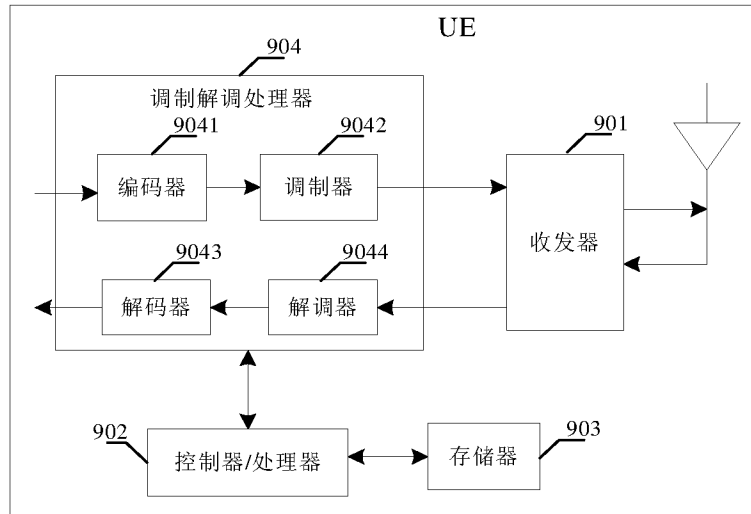 UE
904
调制解调处理器
9041
9042
901
编码器
调制器
收发器
9043
9044
解码器
解调器
902
903
控制器/处理器
存储器